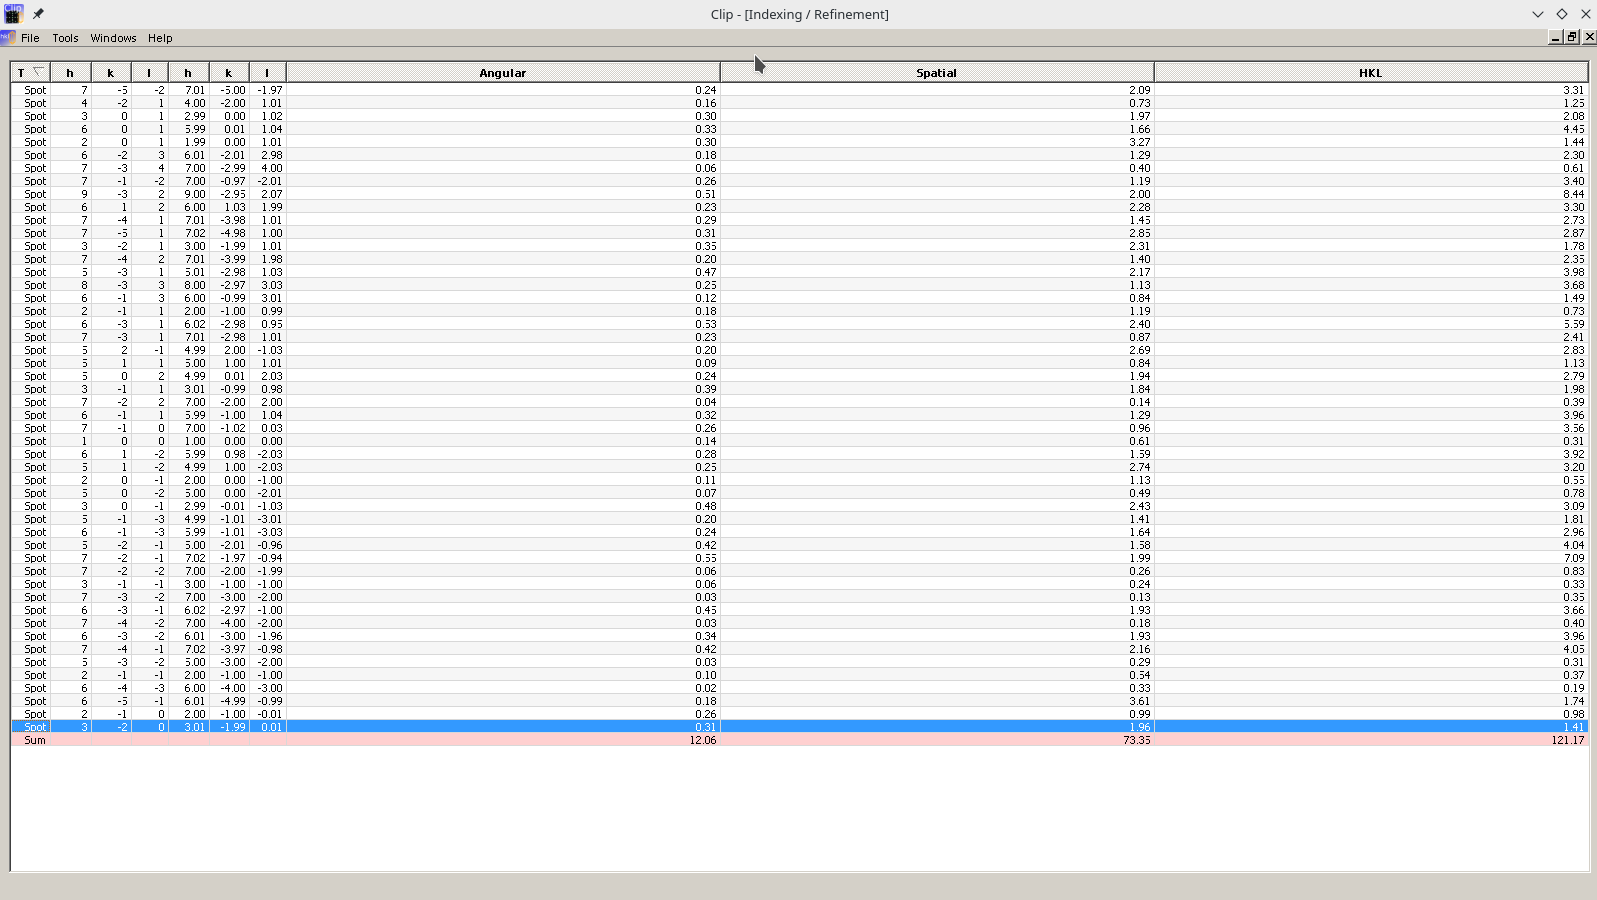 Clip - [Indexing / Refinement]
File Tools Windows Help
T h k l h k l Angular Spatial HKL
Spot 7 -5 -2 7.01 -5.00 -1.97 0.24 2.09 3.31
Spot 4 -2 1 4.00 -2.00 1.01 0.16 0.73 1.25
Spot 3 0 1 2.99 0.00 1.02 0.30 1.97 2.08
Spot 6 0 1 5.99 0.01 1.04 0.33 1.66 4.45
Spot 2 0 1 1.99 0.00 1.01 0.30 3.27 1.44
Spot 6 -2 3 6.01 -2.01 2.98 0.18 1.29 2.30
Spot 7 -3 4 7.00 -2.99 4.00 0.06 0.40 0.61
Spot 7 -1 -2 7.00 -0.97 -2.01 0.26 1.19 3.40
Spot 9 -3 2 9.00 -2.95 2.07 0.51 2.00 8.44
Spot 6 1 2 6.00 1.03 1.99 0.23 2.28 3.30
Spot 7 -4 1 7.01 -3.98 1.01 0.29 1.45 2.73
Spot 7 -5 1 7.02 -4.98 1.00 0.31 2.85 2.87
Spot 3 -2 1 3.00 -1.99 1.01 0.35 2.31 1.78
Spot 7 -4 2 7.01 -3.99 1.98 0.20 1.40 2.35
Spot 5 -3 1 5.01 -2.98 1.03 0.47 2.17 3.98
Spot 8 -3 3 8.00 -2.97 3.03 0.25 1.13 3.68
Spot 6 -1 3 6.00 -0.99 3.01 0.12 0.84 1.49
Spot 2 -1 1 2.00 -1.00 0.99 0.18 1.19 0.73
Spot 6 -3 1 6.02 -2.98 0.95 0.53 2.40 5.59
Spot 7 -3 1 7.01 -2.98 1.01 0.23 0.87 2.41
Spot 5 2 -1 4.99 2.00 -1.03 0.20 2.69 2.83
Spot 5 1 1 5.00 1.00 1.01 0.09 0.84 1.13
Spot 5 0 2 4.99 0.01 2.03 0.24 1.94 2.79
Spot 3 -1 1 3.01 -0.99 0.98 0.39 1.84 1.98
Spot 7 -2 2 7.00 -2.00 2.00 0.04 0.14 0.39
Spot 6 -1 1 5.99 -1.00 1.04 0.32 1.29 3.96
Spot 7 -1 0 7.00 -1.02 0.03 0.26 0.96 3.56
Spot 1 0 0 1.00 0.00 0.00 0.14 0.61 0.31
Spot 6 1 -2 5.99 0.98 -2.03 0.28 1.59 3.92
Spot 5 1 -2 4.99 1.00 -2.03 0.25 2.74 3.20
Spot 2 0 -1 2.00 0.00 -1.00 0.11 1.13 0.55
Spot 5 0 -2 5.00 0.00 -2.01 0.07 0.49 0.78
Spot 3 0 -1 2.99 -0.01 -1.03 0.48 2.43 3.09
Spot 5 -1 -3 4.99 -1.01 -3.01 0.20 1.41 1.81
Spot 6 -1 -3 5.99 -1.01 -3.03 0.24 1.64 2.96
Spot 5 -2 -1 5.00 -2.01 -0.96 0.42 1.58 4.04
Spot 7 -2 -1 7.02 -1.97 -0.94 0.55 1.99 7.09
Spot 7 -2 -2 7.00 -2.00 -1.99 0.06 0.26 0.83
Spot 3 -1 -1 3.00 -1.00 -1.00 0.06 0.24 0.33
Spot 7 -3 -2 7.00 -3.00 -2.00 0.03 0.13 0.35
Spot 6 -3 -1 6.02 -2.97 -1.00 0.45 1.93 3.66
Spot 7 -4 -2 7.00 -4.00 -2.00 0.03 0.18 0.40
Spot 6 -3 -2 6.01 -3.00 -1.96 0.34 1.93 3.96
Spot 7 -4 -1 7.02 -3.97 -0.98 0.42 2.16 4.05
Spot 5 -3 -2 5.00 -3.00 -2.00 0.03 0.29 0.31
Spot 2 -1 -1 2.00 -1.00 -1.00 0.10 0.54 0.37
Spot 6 -4 -3 6.00 -4.00 -3.00 0.02 0.33 0.19
Spot 6 -5 -1 6.01 -4.99 -0.99 0.18 3.61 1.74
Spot 2 -1 0 2.00 -1.00 -0.01 0.26 0.99 0.98
Spot 3 -2 0 3.01 -1.99 0.01 0.31 1.96 1.41
Sum 12.06 73.35 121.17